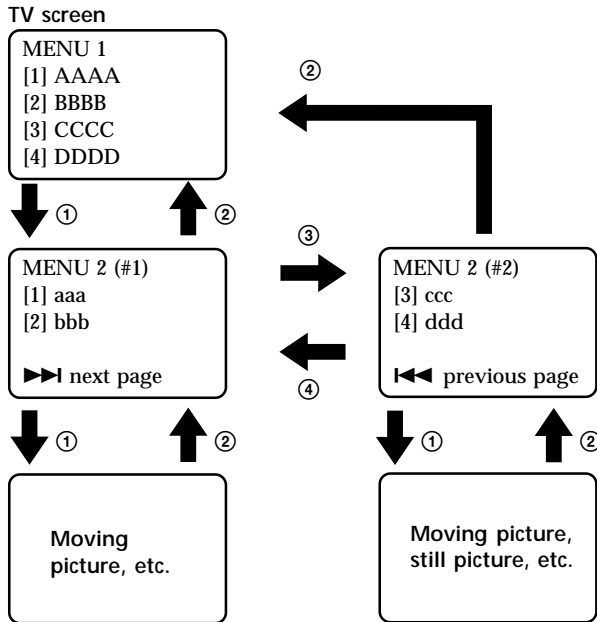 TV screen
MENU 1
[1] AAAA
[2] BBBB
[3] CCCC
[4] DDDD
②
① ②
③
MENU 2 (#1)
[1] aaa
[2] bbb
▶▶I next page
MENU 2 (#2)
[3] ccc
[4] ddd
I◀◀ previous page
④
① ②
① ②
Moving
picture, etc.
Moving picture,
still picture, etc.